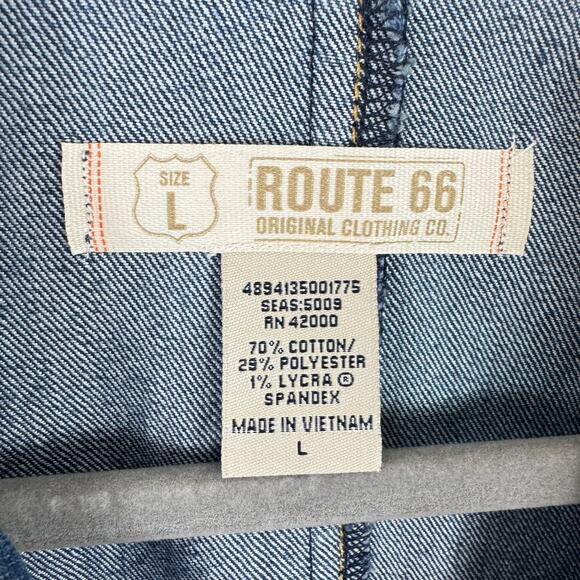 SIZE
L
ROUTE 66
ORIGINAL CLOTHING CO.
4894135001775
SEAS:5009
RN 42000
70% COTTON/
29% POLYESTER
1% LYCRA ®
SPANDEX
MADE IN VIETNAM
L